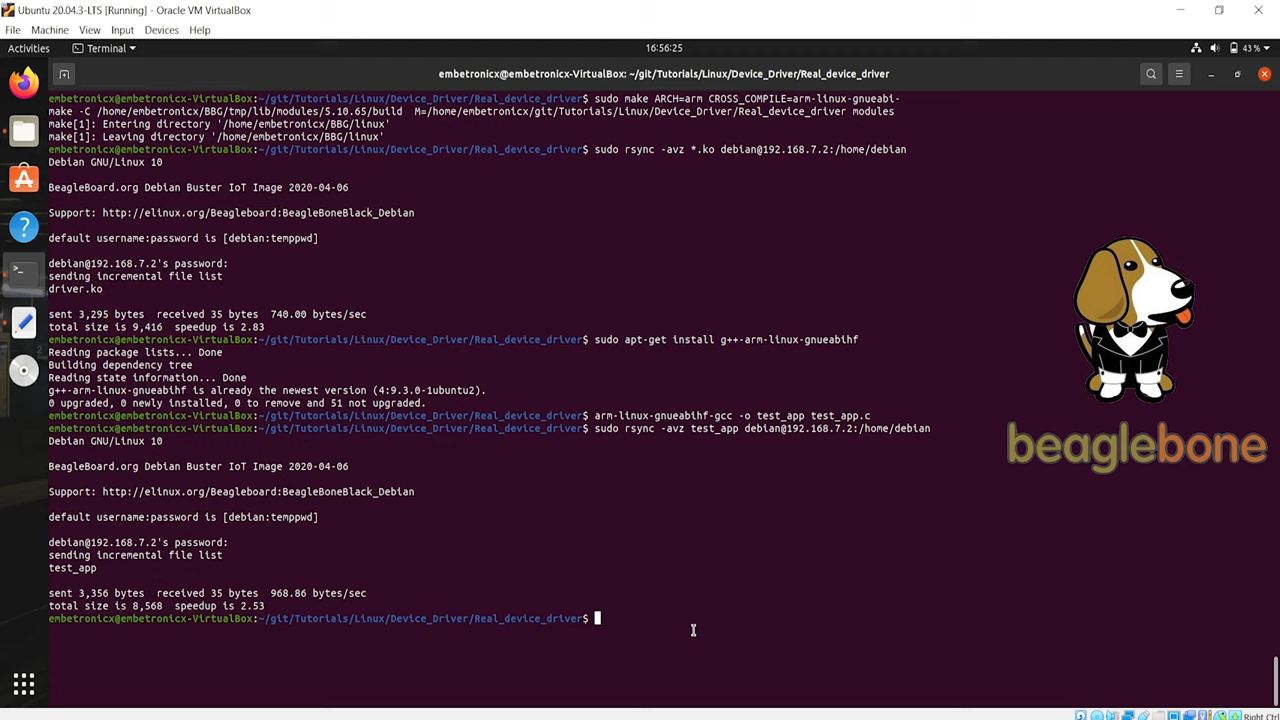 Ubuntu 20.04.3-LTS [Running] - Oracle VM VirtualBox
File Machine View Input Devices Help
Activities Terminal 16:56:25 43 %
embetronicx@embetronicx-VirtualBox: ~/git/Tutorials/Linux/Device_Driver/Real_device_driver
embetronicx@embetronicx-VirtualBox:~/git/Tutorials/Linux/Device_Driver/Real_device_driver$ sudo make ARCH=arm CROSS_COMPILE=arm-linux-gnueabi-
make -C /home/embetronicx/BBG/tmp/lib/modules/5.10.65/build M=/home/embetronicx/git/Tutorials/Linux/Device_Driver/Real_device_driver modules
make[1]: Entering directory '/home/embetronicx/BBG/linux'
make[1]: Leaving directory '/home/embetronicx/BBG/linux'
embetronicx@embetronicx-VirtualBox:~/git/Tutorials/Linux/Device_Driver/Real_device_driver$ sudo rsync -avz *.ko debian@192.168.7.2:/home/debian
Debian GNU/Linux 10
BeagleBoard.org Debian Buster IoT Image 2020-04-06
Support: http://elinux.org/Beagleboard:BeagleBoneBlack_Debian
default username:password is [debian:temppwd]
debian@192.168.7.2's password:
sending incremental file list
driver.ko
sent 3,295 bytes received 35 bytes 740.00 bytes/sec
total size is 9,416 speedup is 2.83
embetronicx@embetronicx-VirtualBox:~/git/Tutorials/Linux/Device_Driver/Real_device_driver$ sudo apt-get install g++-arm-linux-gnueabihf
Reading package lists... Done
Building dependency tree
Reading state information... Done
g++-arm-linux-gnueabihf is already the newest version (4:9.3.0-1ubuntu2).
0 upgraded, 0 newly installed, 0 to remove and 51 not upgraded.
embetronicx@embetronicx-VirtualBox:~/git/Tutorials/Linux/Device_Driver/Real_device_driver$ arm-linux-gnueabihf-gcc -o test_app test_app.c
embetronicx@embetronicx-VirtualBox:~/git/Tutorials/Linux/Device_Driver/Real_device_driver$ sudo rsync -avz test_app debian@192.168.7.2:/home/debian
Debian GNU/Linux 10
BeagleBoard.org Debian Buster IoT Image 2020-04-06
Support: http://elinux.org/Beagleboard:BeagleBoneBlack_Debian
default username:password is [debian:temppwd]
debian@192.168.7.2's password:
sending incremental file list
test_app
sent 3,356 bytes received 35 bytes 968.86 bytes/sec
total size is 8,568 speedup is 2.53
embetronicx@embetronicx-VirtualBox:~/git/Tutorials/Linux/Device_Driver/Real_device_driver$
beaglebone
Right Ctrl